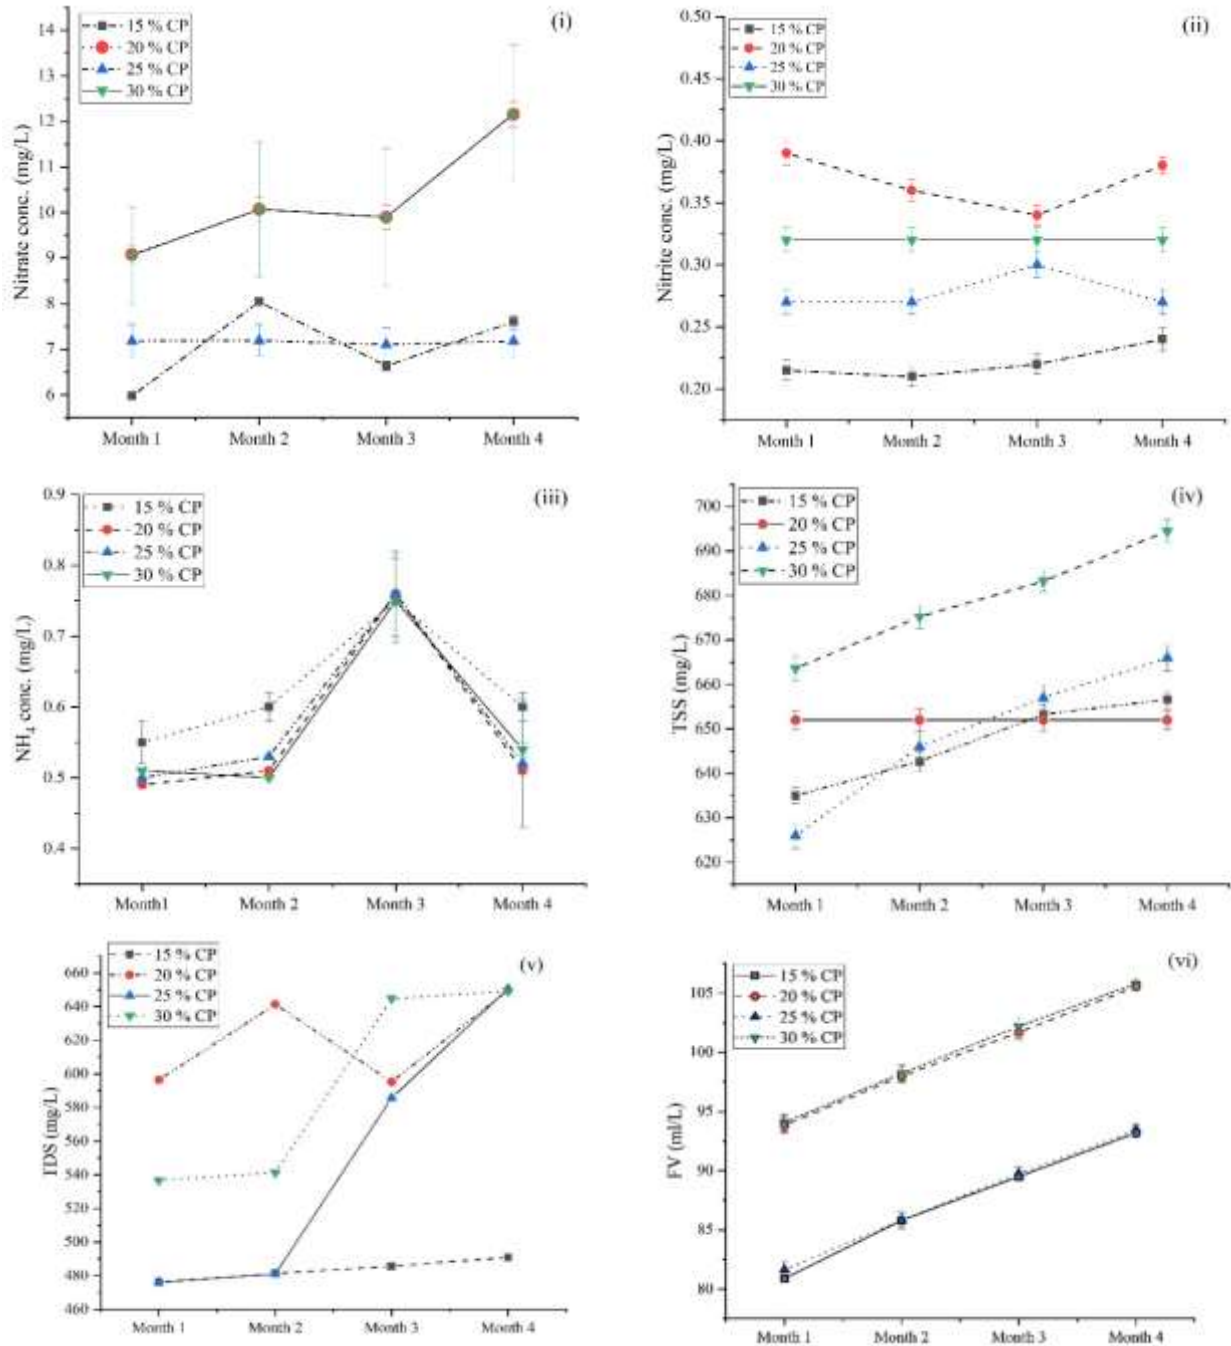 (i)
15 % CP
20 % CP
25 % CP
30 % CP
Nitrate conc. (mg/L)
14
13
12
11
10
9
8
7
6
Month 1
Month 2
Month 3
Month 4
(ii)
15 % CP
20 % CP
25 % CP
30 % CP
Nitrite conc. (mg/L)
0.50
0.45
0.40
0.35
0.30
0.25
0.20
Month 1
Month 2
Month 3
Month 4
(iii)
15 % CP
20 % CP
25 % CP
30 % CP
NH4 conc. (mg/L)
0.9
0.8
0.7
0.6
0.5
0.4
Month1
Month 2
Month 3
Month 4
(iv)
15 % CP
20 % CP
25 % CP
30 % CP
TSS (mg/L)
700
690
680
670
660
650
640
630
620
Month 1
Month 2
Month 3
Month 4
(v)
15 % CP
20 % CP
25 % CP
30 % CP
TDS (mg/L)
660
640
620
600
580
560
540
520
500
480
460
Month 1
Month 2
Month 3
Month 4
(vi)
15 % CP
20 % CP
25 % CP
30 % CP
FV (ml/L)
105
100
95
90
85
80
Month 1
Month 2
Month 3
Month 4